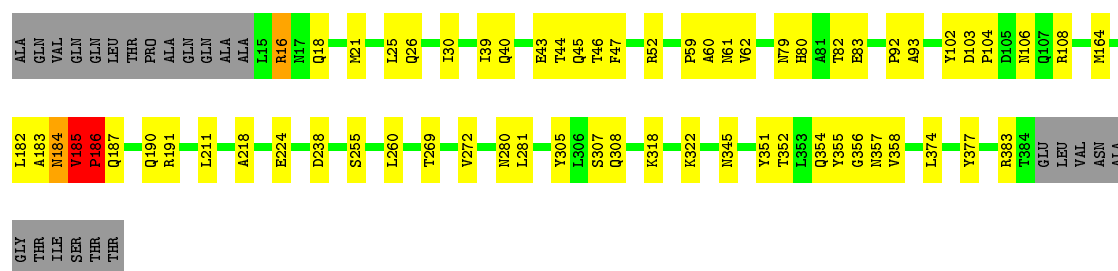 ALA GLN VAL GLN GLN LEU THR PRO ALA GLN GLN ALA ALA L15 R16 N17 Q18 M21 L25 Q26 I30 I39 Q40 E43 T44 Q45 T46 F47 R52 P59 A60 N61 V62 N79 H80 A81 T82 E83 P92 A93 Y102 D103 P104 D105 N106 Q107 R108 M164
L182 A183 N184 V185 P186 Q187 Q190 R191 L211 A218 E224 D238 S255 L260 T269 V272 N280 L281 Y305 L306 S307 Q308 K318 K322 N345 Y351 T352 L353 Q354 Y355 G356 N357 V358 L374 Y377 R383 T384 GLU LEU VAL ASN ALA
GLY THR ILE SER THR THR